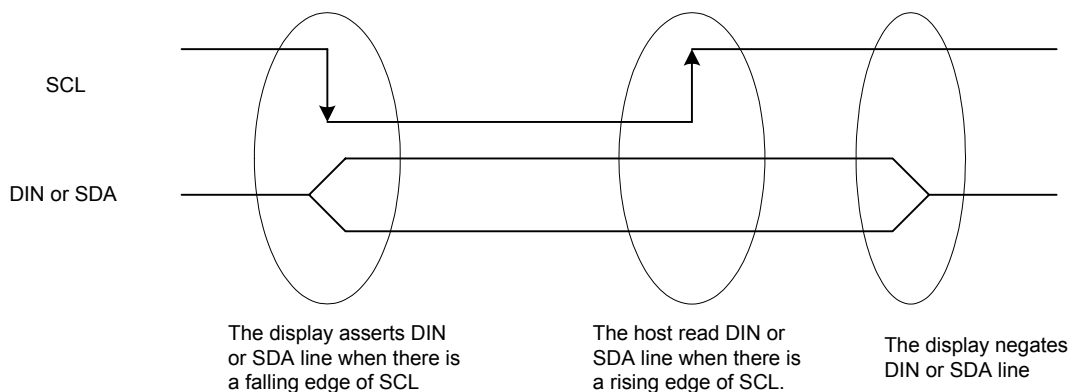 SCL
DIN or SDA
The display asserts DIN
or SDA line when there is
a falling edge of SCL
The host read DIN or
SDA line when there is
a rising edge of SCL.
The display negates
DIN or SDA line